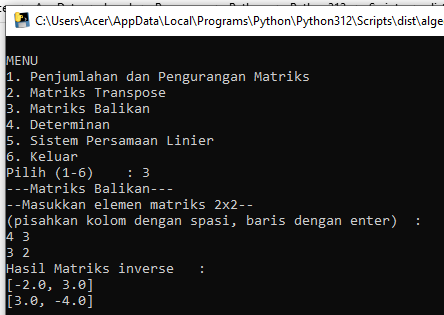 C:\Users\Acer\AppData\Local\Programs\Python\Python312\Scripts\dist\alge
MENU
1. Penjumlahan dan Pengurangan Matriks
2. Matriks Transpose
3. Matriks Balikan
4. Determinan
5. Sistem Persamaan Linier
6. Keluar
Pilih (1-6)    : 3
---Matriks Balikan---
--Masukkan elemen matriks 2x2--
(pisahkan kolom dengan spasi, baris dengan enter)  :
4 3
3 2
Hasil Matriks inverse   :
[-2.0, 3.0]
[3.0, -4.0]